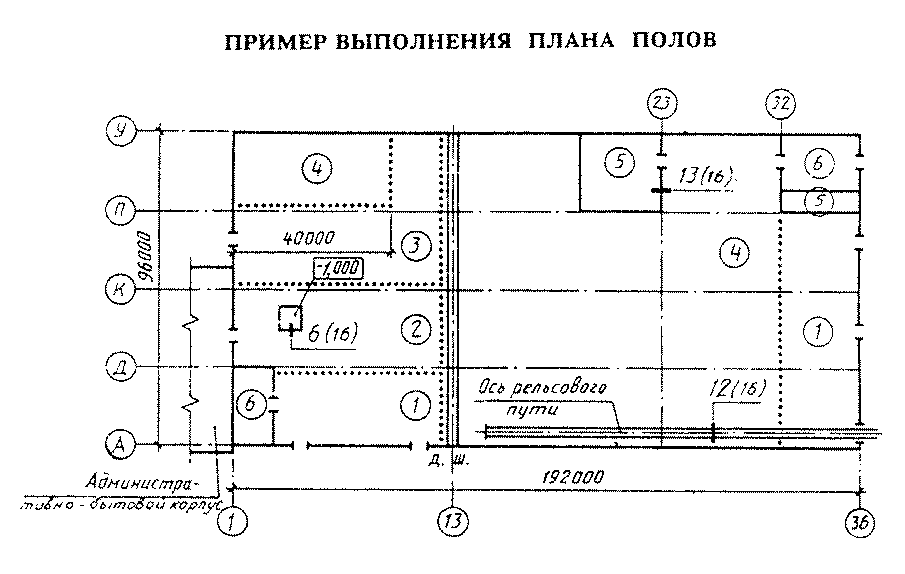 ПРИМЕР ВЫПОЛНЕНИЯ ПЛАНА ПОЛОВ
23
32
У
4
5
6
13(16)
5
П
40000
3
4
96000
-1,000
К
6(16)
2
1
Д
Ось рельсового
пути
12(16)
6
1
А
д. ш.
192000
Администра-
тивно-бытовой корпус
1
13
36